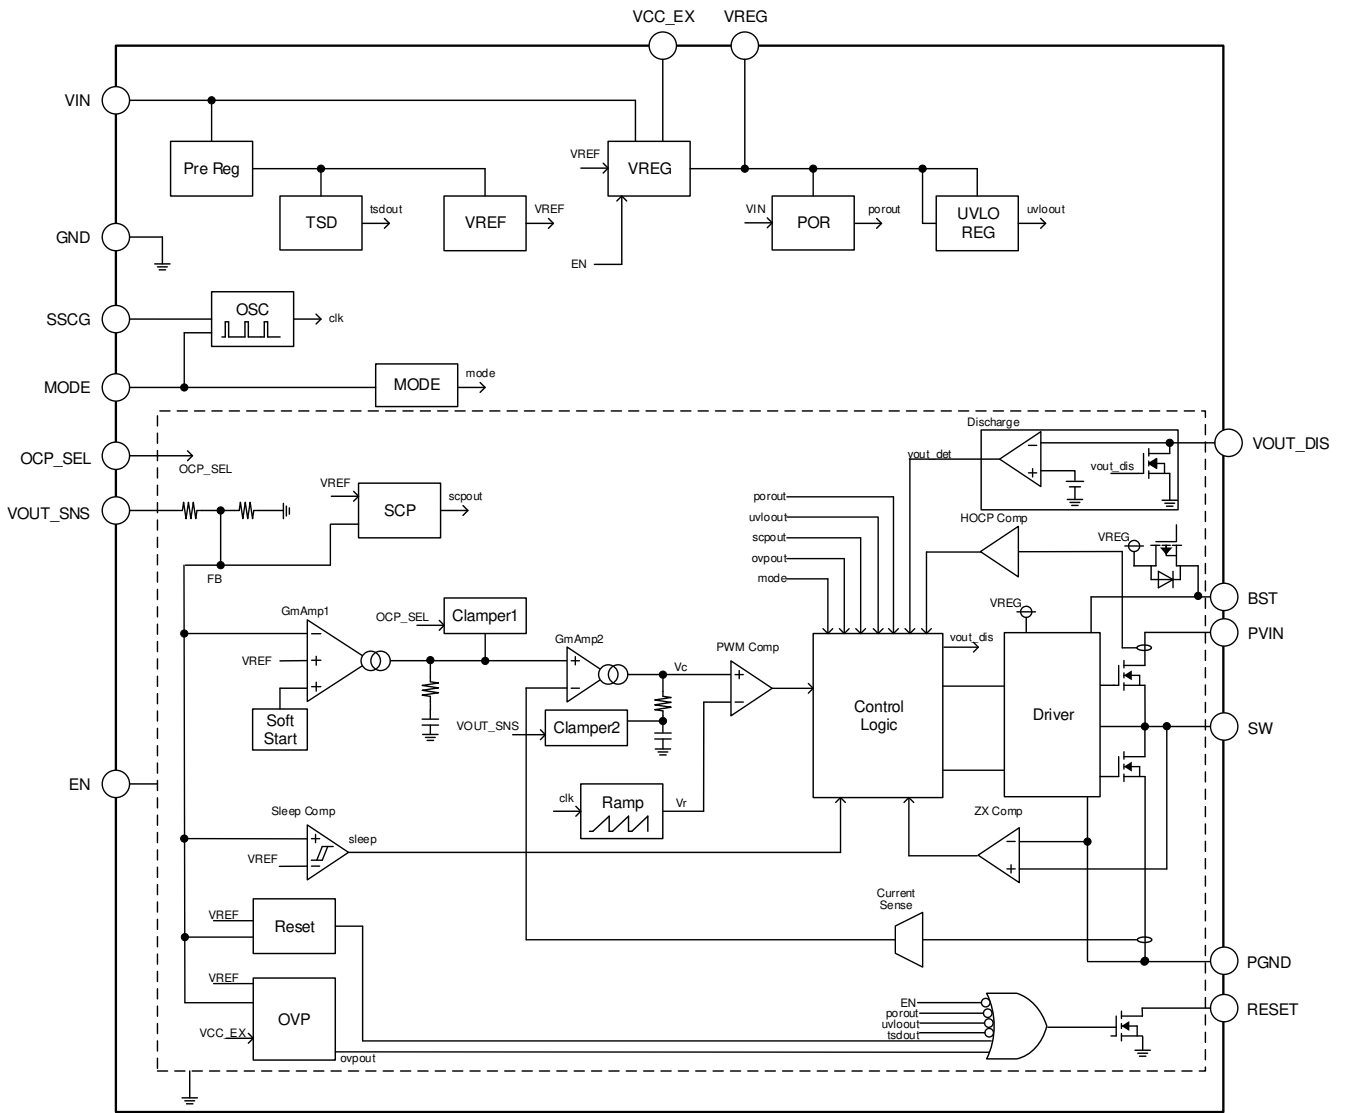 VCC_EX
VREG
VIN
Pre Reg
VREF
VREG
TSD
tsdout
VREF
VREF
VIN
POR
porout
UVLO
REG
uvloout
GND
EN
SSCG
OSC
clk
MODE
MODE
mode
OCP_SEL
OCP_SEL
Discharge
vout_det
vout_dis
VOUT_DIS
VOUT_SNS
VREF
SCP
scpout
FB
porout
uvloout
scpout
ovpout
mode
HOCP Comp
VREG
BST
GmAmp1
VREF
Soft
Start
OCP_SEL
Clamper1
GmAmp2
Vc
PWM Comp
VOUT_SNS
Clamper2
Control
Logic
vout_dis
VREG
Driver
PVIN
SW
EN
clk
Ramp
Vr
Sleep Comp
VREF
sleep
ZX Comp
Current
Sense
VREF
Reset
PGND
VREF
VCC_EX
OVP
ovpout
EN
porout
uvloout
tsdout
RESET